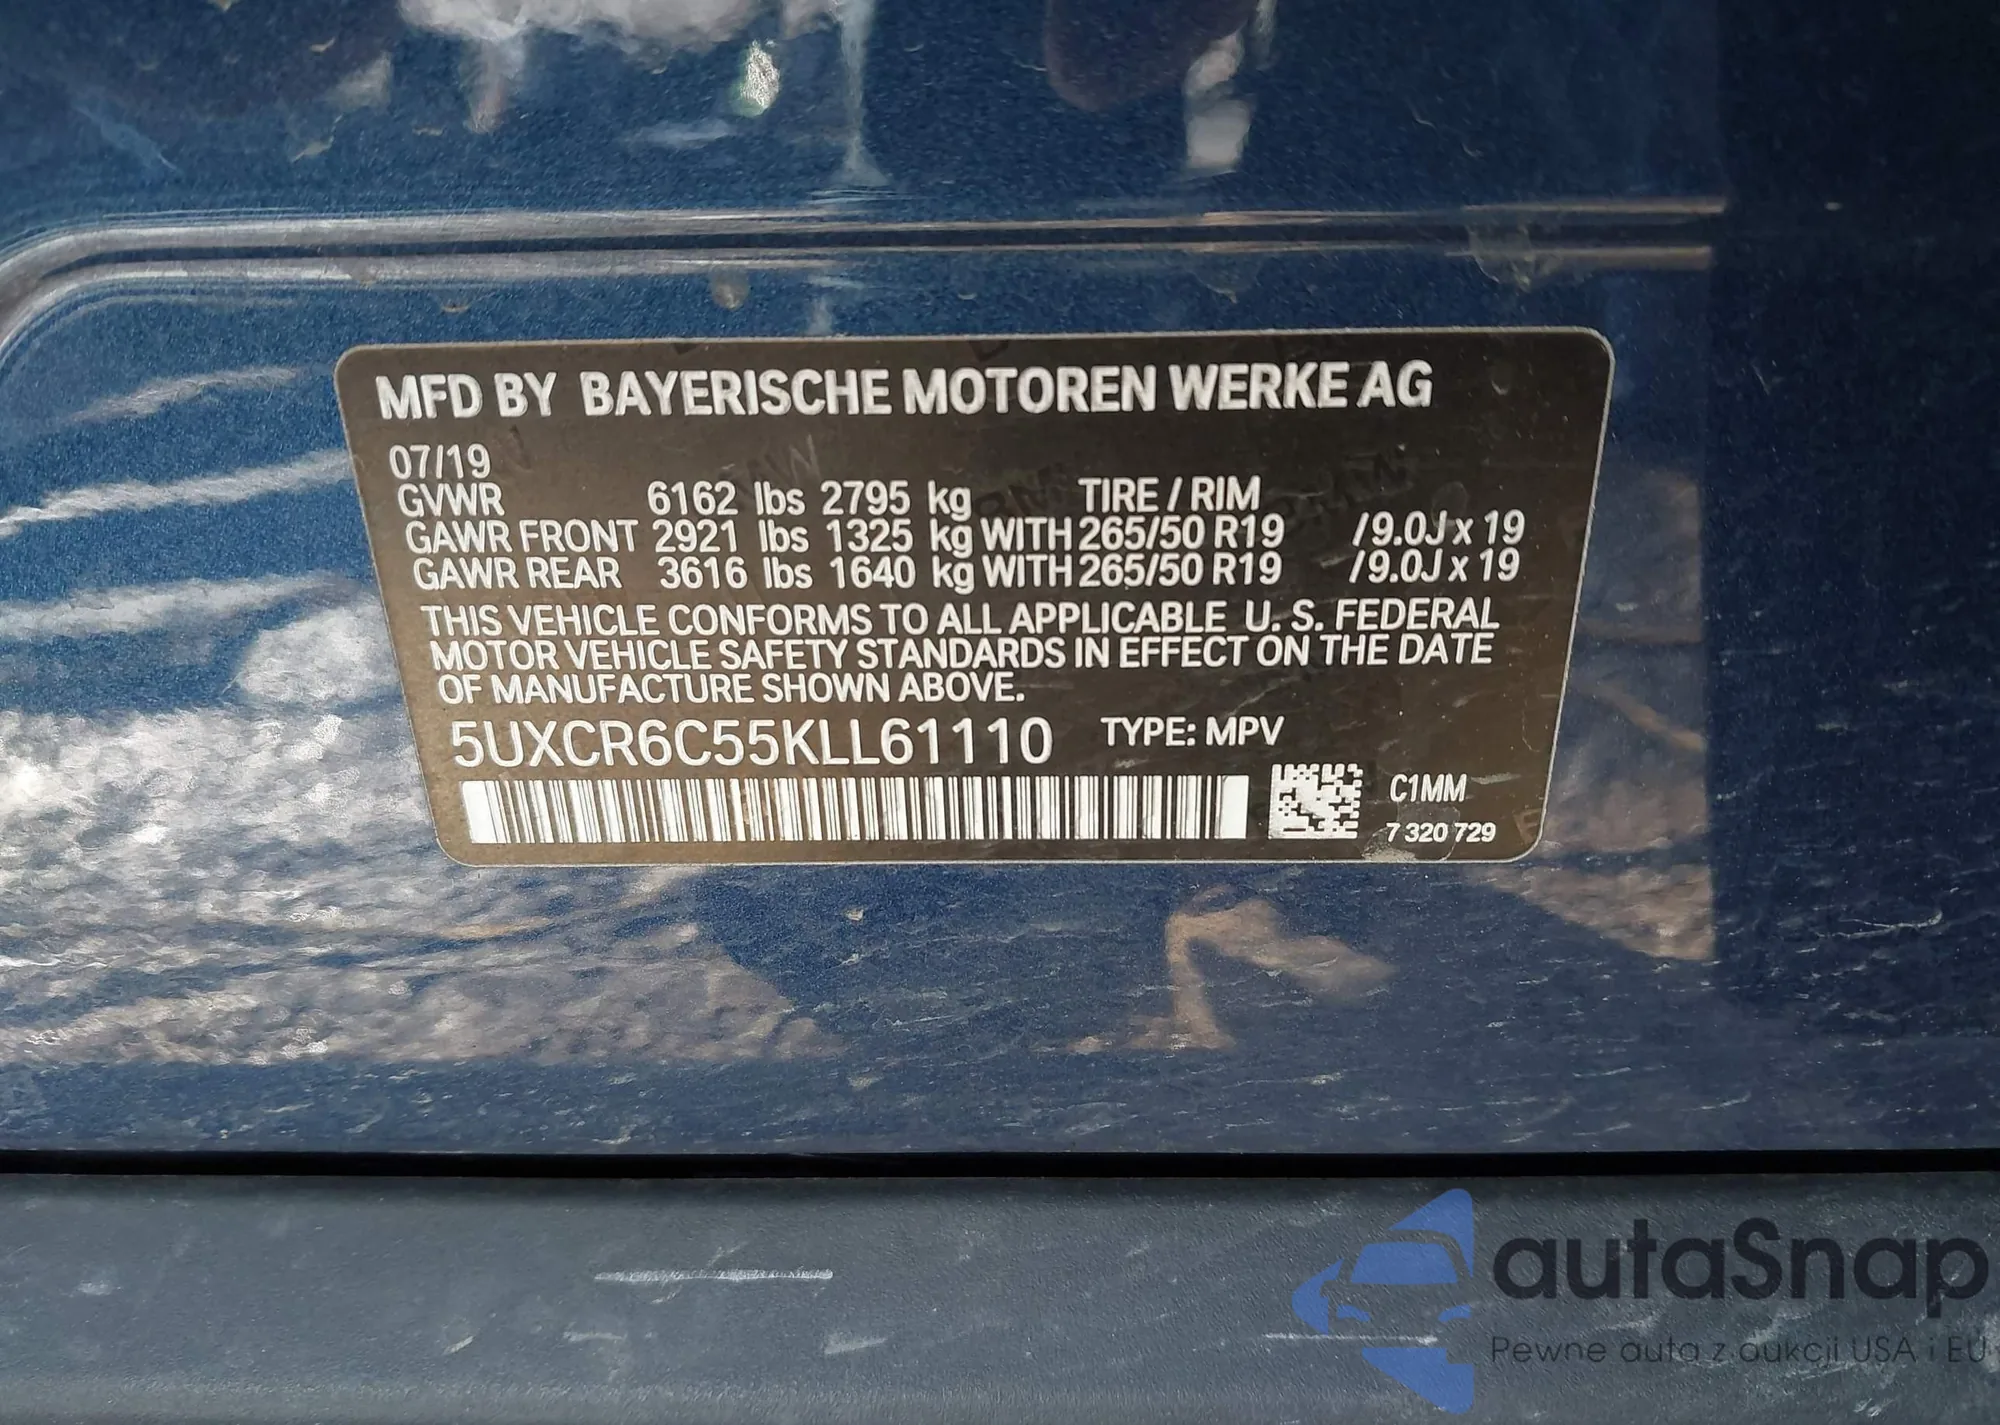 MFD BY BAYERISCHE MOTOREN WERKE AG
07/19
GVWR 6162 lbs 2795 kg TIRE / RIM
GAWR FRONT 2921 lbs 1325 kg WITH 265/50 R19 /9.0J x 19
GAWR REAR 3616 lbs 1640 kg WITH 265/50 R19 /9.0J x 19
THIS VEHICLE CONFORMS TO ALL APPLICABLE U. S. FEDERAL
MOTOR VEHICLE SAFETY STANDARDS IN EFFECT ON THE DATE
OF MANUFACTURE SHOWN ABOVE.
5UXCR6C55KLL61110 TYPE: MPV
C1MM
7 320 729
autaSnap
Pewne auta z aukcji USA i EU